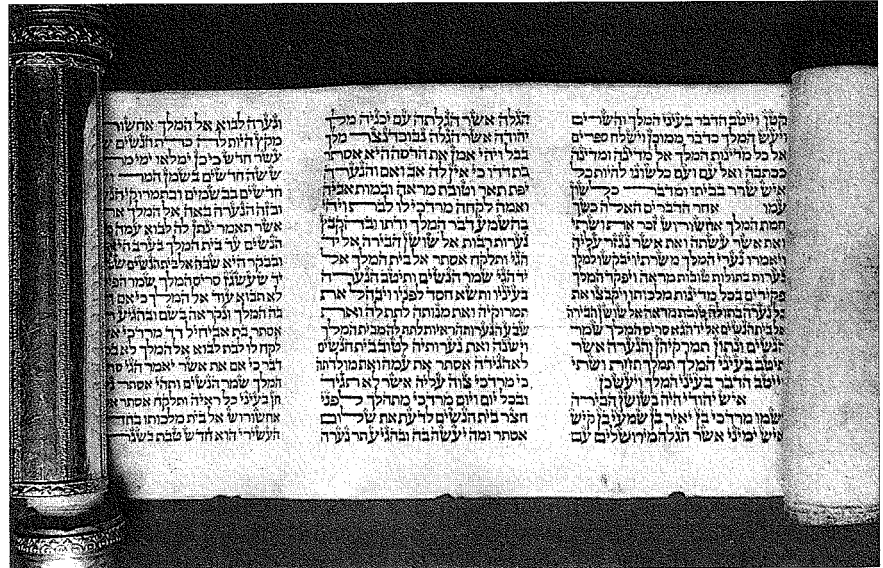 קטן וייטב הדבר בעיני המלך והשרים
ויעש המלך כדבר ממוכן וישלח ספרים
אל כל מדינות המלך אל מדינה ומדינה
ככתבה ואל עם ועם כלשונו להיות כל
איש שרר בביתו ומדבר כלשון
עמו אחר הדברים האלה כשך
חמת המלך אחשורוש זכר את ושתי
ואת אשר עשתה ואת אשר נגזר עליה
ויאמרו נערי המלך משרתיו יבקשו למלך
נערות בתולות טובות מראה ויפקד המלך
פקידים בכל מדינות מלכותו ויקבצו את
כל נערה בתולה טובת מראה אל שושן הבירה
אל בית הנשים אל יד הגא סריס המלך שמר
הנשים ונתון תמרקיהן והנערה אשר
תיטב בעיני המלך תמלך תחת ושתי
וייטב הדבר בעיני המלך ויעש כן
איש יהודי היה בשושן הבירה
ושמו מרדכי בן יאיר בן שמעי בן קיש
איש ימיני אשר הגלה מירושלים עם
הגלה אשר הגלתה עם יכניה מלך
יהודה אשר הגלה נבוכדנצר מלך
בבל ויהי אמן את הדסה היא אסתר
בת דדו כי אין לה אב ואם והנערה
יפת תאר וטובת מראה ובמות אביה
ואמה לקחה מרדכי לו לבת ויהי
בהשמע דבר המלך ודתו ובהקבץ
נערות רבות אל שושן הבירה אל יד
הגי ותלקח אסתר אל בית המלך אל
יד הגי שמר הנשים ותיטב הנערה
בעיניו ותשא חסד לפניו ויבהל את
תמרוקיה ואת מנותה לתת לה ואת
שבע הנערות הראיות לתת לה מבית המלך
וישנה ואת נערותיה לטוב בית הנשים
לא הגידה אסתר את עמה ואת מולדתה
כי מרדכי צוה עליה אשר לא תגיד
ובכל יום ויום מרדכי מתהלך לפני
חצר בית הנשים לדעת את שלום
אסתר ומה יעשה בה ובהגיע תר נערה
ונערה לבוא אל המלך אחשורוש
מקץ היות לה כדת הנשים
עשר חדש כי כן ימלאו ימי
ששה חדשים בשמן המר
חדשים בבשמים ובתמרוקי
ובזה הנערה באה אל המלך את
אשר תאמר ינתן לה לבוא עמה
הנשים עד בית המלך בערב היא
ובבקר היא שבה אל בית הנשים
יד שעשגז סריס המלך שמר
לא תבוא עוד אל המלך כי אם
בה המלך ונקראה בשם ובהגיע
אסתר בת אביחיל דד מרדכי
לקח לו לבת לבוא אל המלך לא
דבר כי אם את אשר יאמר הגי
המלך שמר הנשים ותהי אסתר
חן בעיני כל ראיה ותלקח אסתר
אחשורוש אל בית מלכותו בחדש
העשירי הוא חדש טבת בשנת